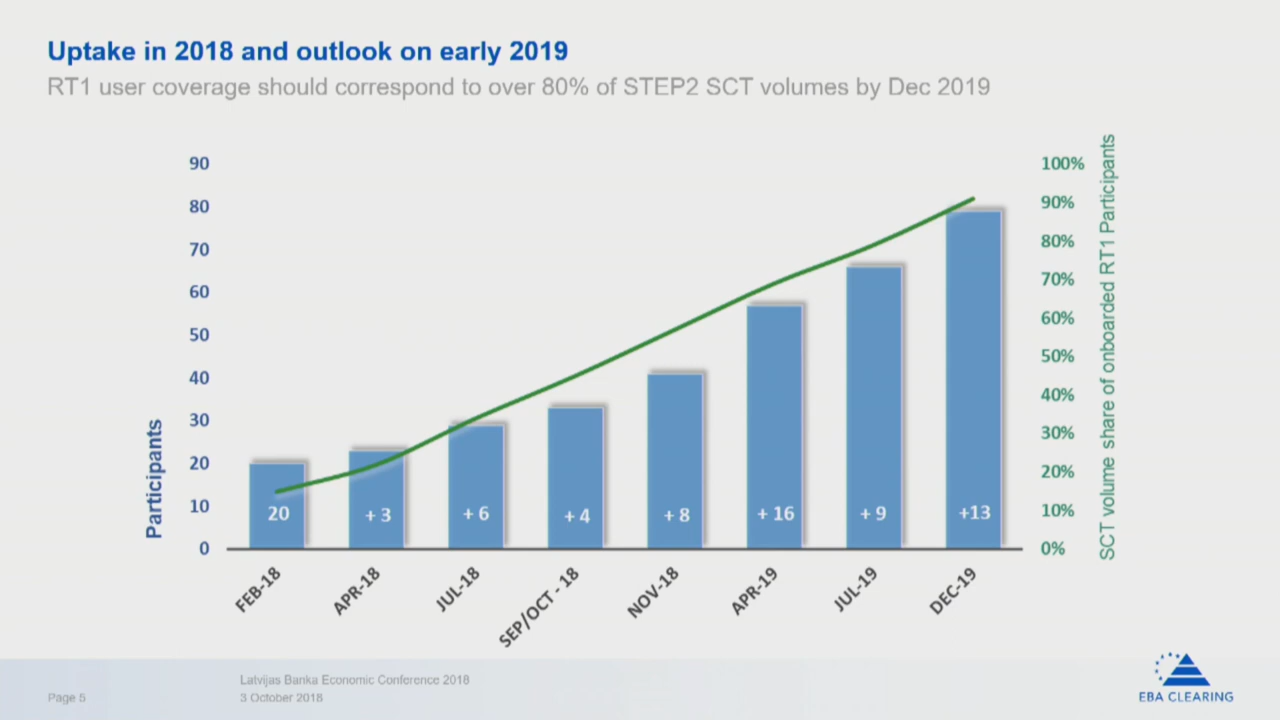 Uptake in 2018 and outlook on early 2019
RT1 user coverage should correspond to over 80% of STEP2 SCT volumes by Dec 2019
Participants
90
80
70
60
50
40
30
20
10
0
20
+ 3
+ 6
+ 4
+ 8
+ 16
+ 9
+13
100%
90%
80%
70%
60%
50%
40%
30%
20%
10%
0%
SCT volume share of onboarded RT1 Participants
FEB-18
APR-18
JUL-18
SEP/OCT - 18
NOV-18
APR-19
JUL-19
DEC-19
Latvijas Banka Economic Conference 2018
Page 5
3 October 2018
EBA CLEARING